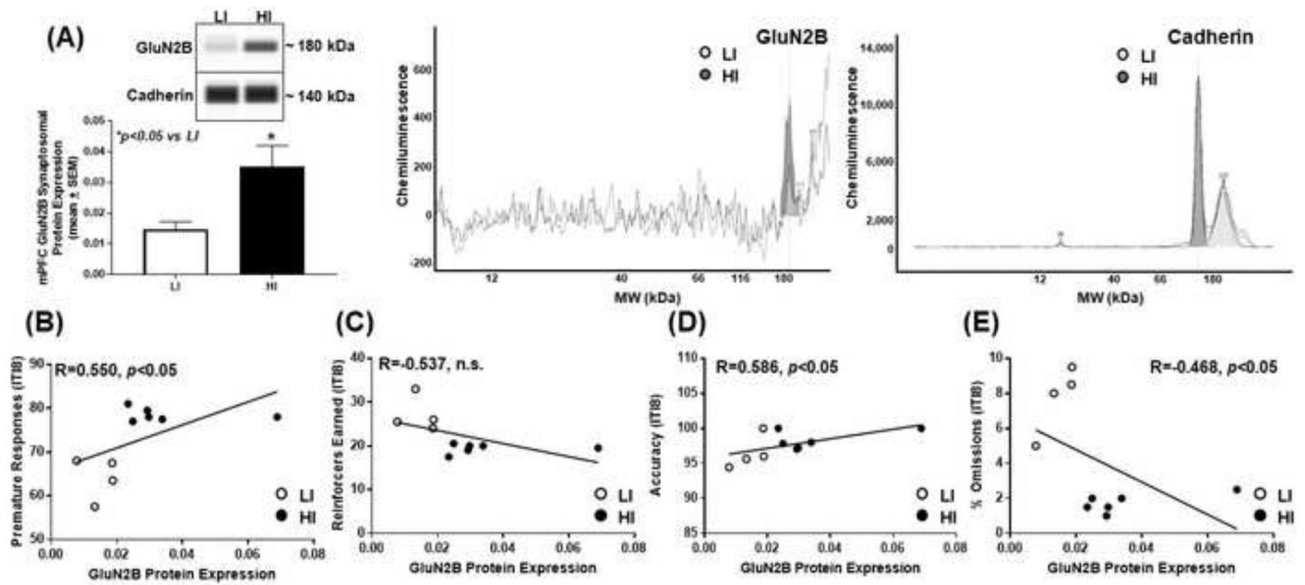 (A)
LI HI
GluN2B ~ 180 kDa
Cadherin ~ 140 kDa
*p<0.05 vs LI
*
mPFC GluN2B Synaptosomal
Protein Expression
(mean ± SEM)
0.05
0.04
0.03
0.02
0.01
0.00
LI HI
GluN2B
LI
HI
Chemiluminescence
600
400
200
0
-200
12 40 66 116 180
MW (kDa)
Cadherin
LI
HI
Chemiluminescence
14,000
10,000
6,000
2,000
12 40 66 180
MW (kDa)
(B)
R=0.550, p<0.05
Premature Responses (ITI8)
90
80
70
60
50
LI
HI
0.00 0.02 0.04 0.06 0.08
GluN2B Protein Expression
(C)
R=-0.537, n.s.
Reinforcers Earned (ITI8)
40
30
20
10
0
LI
HI
0.00 0.02 0.04 0.06 0.08
GluN2B Protein Expression
(D)
R=0.586, p<0.05
Accuracy (ITI8)
110
105
100
95
90
85
LI
HI
0.00 0.02 0.04 0.06 0.08
GluN2B Protein Expression
(E)
R=-0.468, p<0.05
% Omissions (ITI8)
10
8
6
4
2
0
LI
HI
0.00 0.02 0.04 0.06 0.08
GluN2B Protein Expression